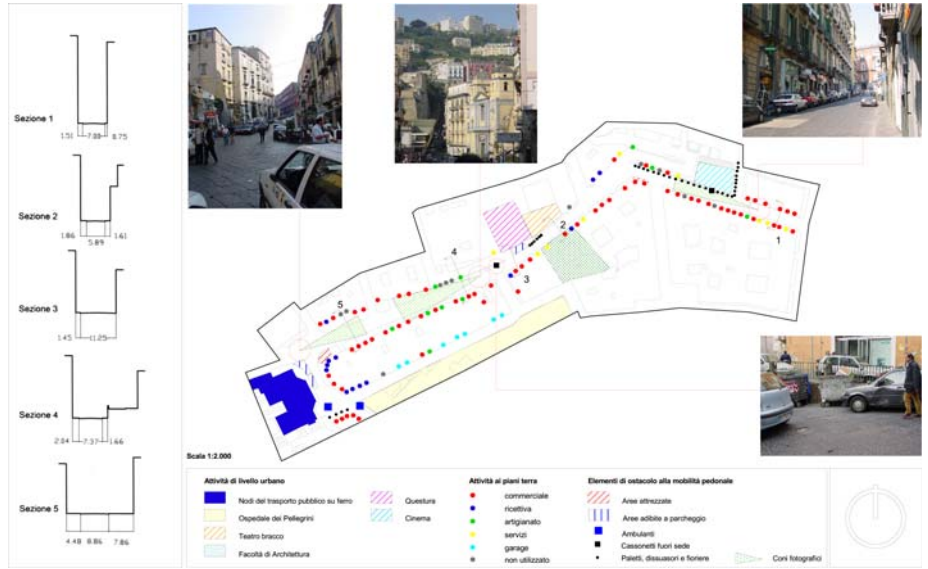 Sezione 1
1.51 7.00 8.75
Sezione 2
1.86 5.89 1.61
Sezione 3
1.45 11.25
Sezione 4
2.04 7.37 1.66
Sezione 5
4.48 8.86 7.86
1
2
3
4
5
Scala 1:2.000
Attività di livello urbano
Nodi del trasporto pubblico su ferro
Ospedale dei Pellegrini
Teatro bracco
Facoltà di Architettura
Questura
Cinema
Attività ai piani terra
commerciale
ricettiva
artigianato
servizi
garage
non utilizzato
Elementi di ostacolo alla mobilità pedonale
Aree attrezzate
Aree adibite a parcheggio
Ambulanti
Cassonetti fuori sede
Paletti, dissuasori e fioriere
Coni fotografici